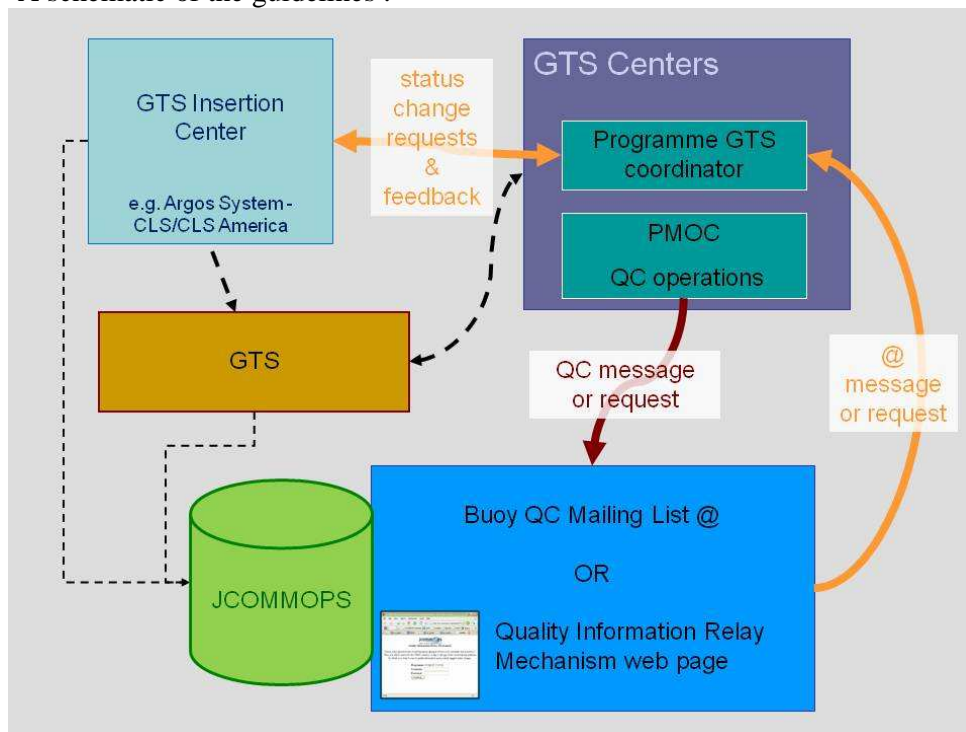 A schematic of the guidelines :
GTS Insertion
Center
e.g. Argos System-
CLS/CLS America
status
change
requests
&
feedback
GTS Centers
Programme GTS
coordinator
PMOC
QC operations
GTS
QC message
or request
@
message
or request
Buoy QC Mailing List @
OR
Quality Information Relay
Mechanism web page
JCOMMOPS